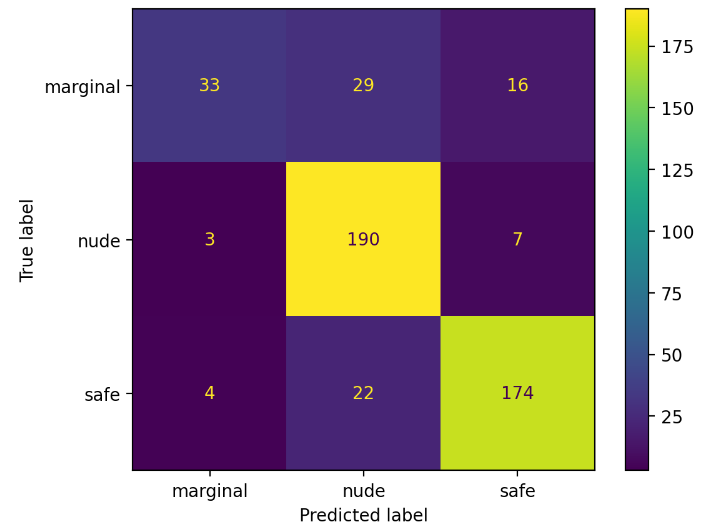 marginal 33 29 16
nude 3 190 7
safe 4 22 174
marginal nude safe
Predicted label
True label
175
150
125
100
75
50
25